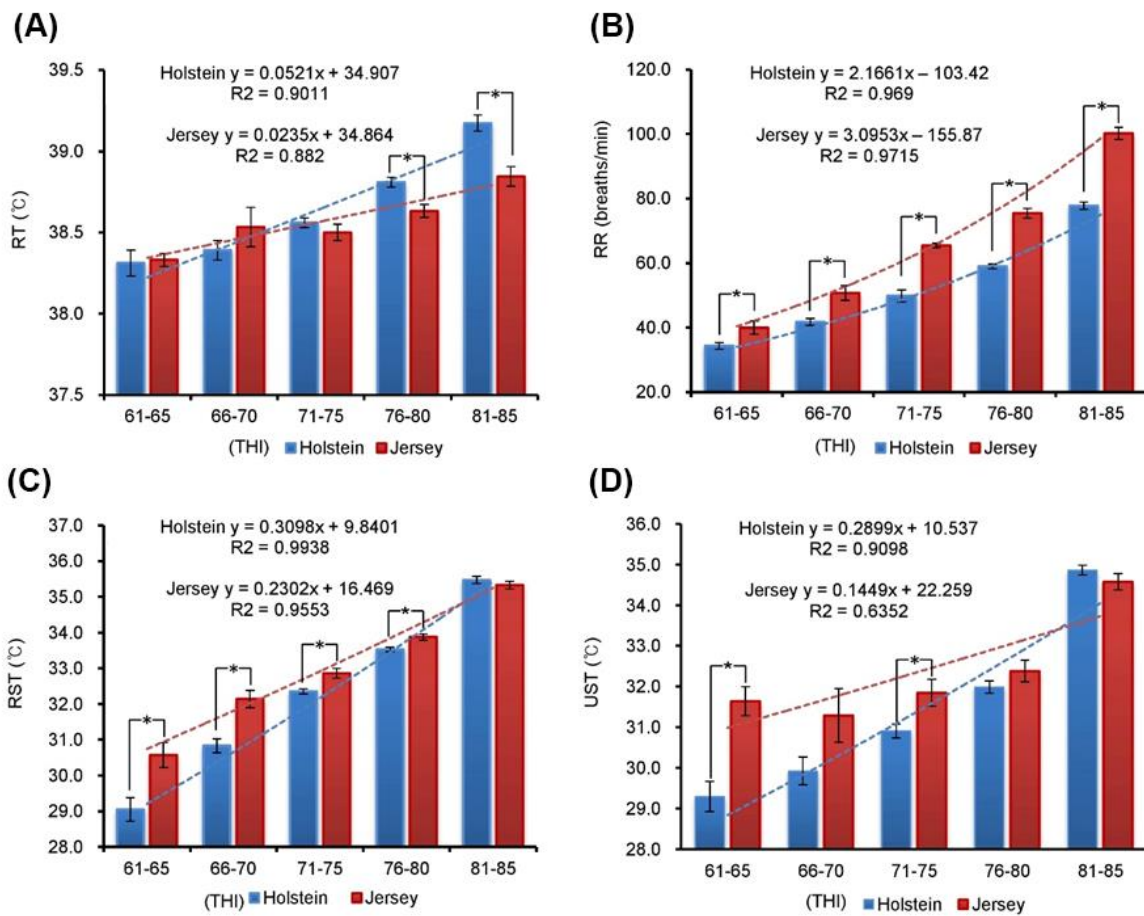 (A)
Holstein y = 0.0521x + 34.907
R2 = 0.9011
Jersey y = 0.0235x + 34.864
R2 = 0.882
RT (℃)
39.5
39.0
38.5
38.0
37.5
* *
61-65 66-70 71-75 76-80 81-85
(THI) Holstein Jersey
(B)
Holstein y = 2.1661x – 103.42
R2 = 0.969
Jersey y = 3.0953x – 155.87
R2 = 0.9715
RR (breaths/min)
120.0
100.0
80.0
60.0
40.0
20.0
* * * * *
61-65 66-70 71-75 76-80 81-85
(THI) Holstein Jersey
(C)
Holstein y = 0.3098x + 9.8401
R2 = 0.9938
Jersey y = 0.2302x + 16.469
R2 = 0.9553
RST (℃)
37.0
36.0
35.0
34.0
33.0
32.0
31.0
30.0
29.0
28.0
* * * *
61-65 66-70 71-75 76-80 81-85
(THI) Holstein Jersey
(D)
Holstein y = 0.2899x + 10.537
R2 = 0.9098
Jersey y = 0.1449x + 22.259
R2 = 0.6352
UST (℃)
36.0
35.0
34.0
33.0
32.0
31.0
30.0
29.0
28.0
* *
61-65 66-70 71-75 76-80 81-85
(THI) Holstein Jersey